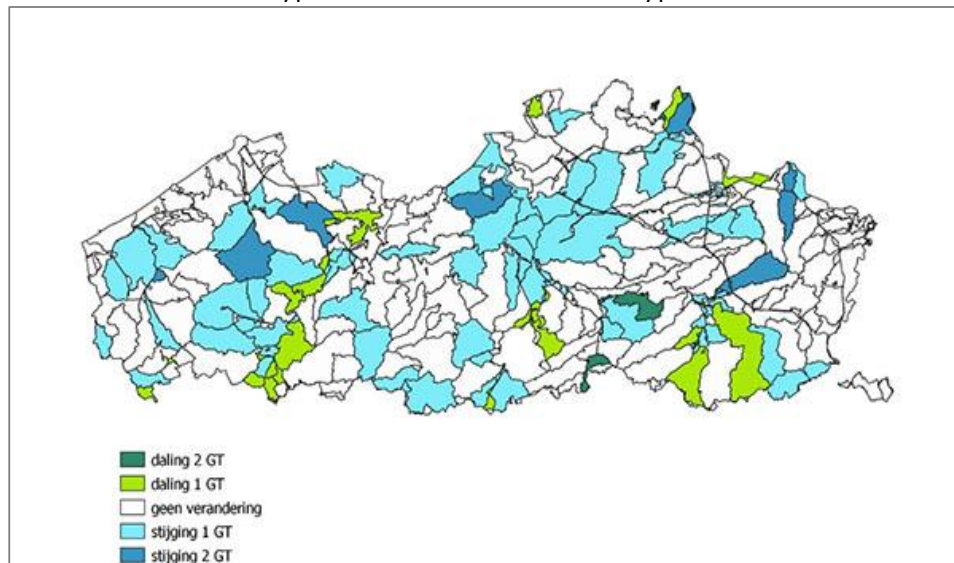 daling 2 GT
daling 1 GT
geen verandering
stijging 1 GT
stijging 2 GT